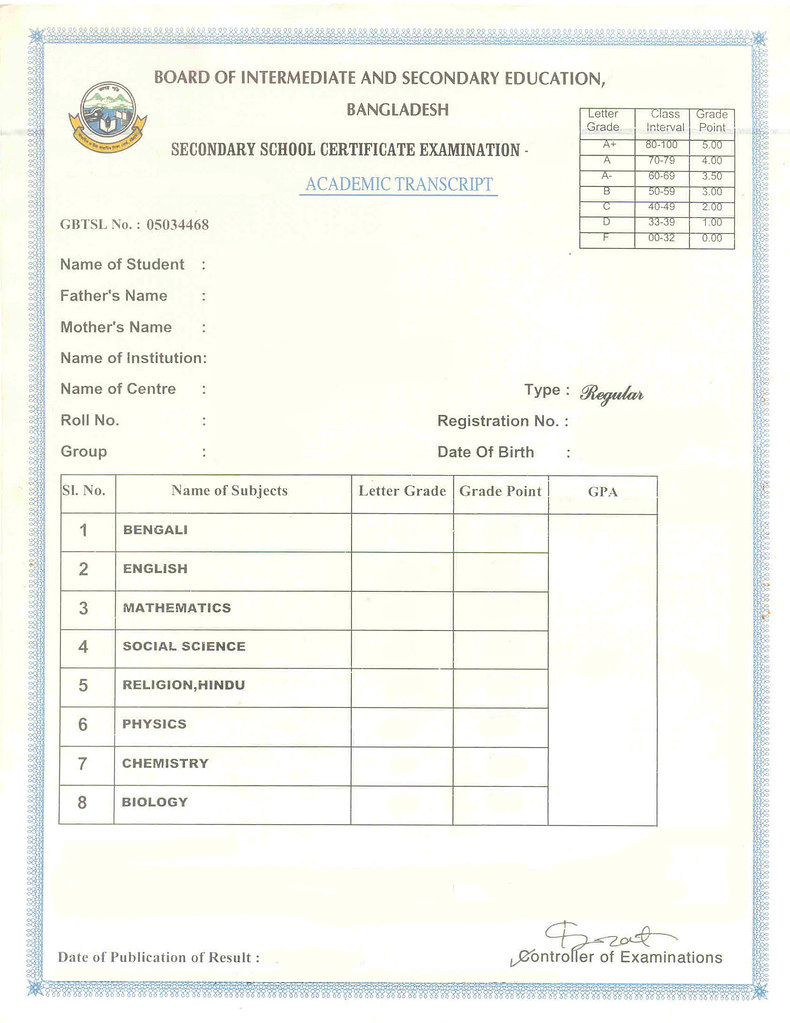 BOARD OF INTERMEDIATE AND SECONDARY EDUCATION,
BANGLADESH
SECONDARY SCHOOL CERTIFICATE EXAMINATION -
ACADEMIC TRANSCRIPT
Letter Grade Class Interval Grade Point
A+ 80-100 5.00
A 70-79 4.00
A- 60-69 3.50
B 50-59 3.00
C 40-49 2.00
D 33-39 1.00
F 00-32 0.00
GBTSL No. : 05034468
Name of Student :
Father's Name :
Mother's Name :
Name of Institution:
Name of Centre : Type : Regular
Roll No. : Registration No. :
Group : Date Of Birth :
Sl. No. Name of Subjects Letter Grade Grade Point GPA
1 BENGALI
2 ENGLISH
3 MATHEMATICS
4 SOCIAL SCIENCE
5 RELIGION,HINDU
6 PHYSICS
7 CHEMISTRY
8 BIOLOGY
Date of Publication of Result : Controller of Examinations